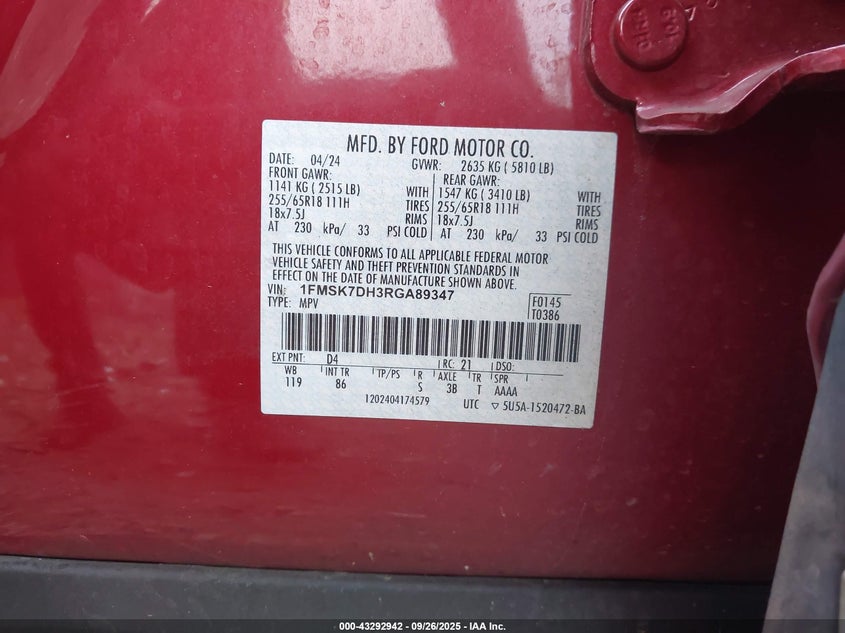 MFD. BY FORD MOTOR CO.
DATE: 04/24 GVWR: 2635 KG ( 5810 LB)
FRONT GAWR: REAR GAWR:
1141 KG ( 2515 LB) WITH 1547 KG ( 3410 LB) WITH
255/65R18 111H TIRES 255/65R18 111H TIRES
18x7.5J RIMS 18x7.5J RIMS
AT 230 kPa/ 33 PSI COLD AT 230 kPa/ 33 PSI COLD
THIS VEHICLE CONFORMS TO ALL APPLICABLE FEDERAL MOTOR
VEHICLE SAFETY AND THEFT PREVENTION STANDARDS IN
EFFECT ON THE DATE OF MANUFACTURE SHOWN ABOVE.
VIN: 1FMSK7DH3RGA89347 F0145
TYPE: MPV T0386
EXT PNT: D4 RC: 21 DSO:
WB INT TR TP/PS R AXLE TR SPR
119 86 S 3B T AAAA
1202404174579 UTC ▽ 5U5A-1520472-BA
000-43292942 - 09/26/2025 - IAA Inc.